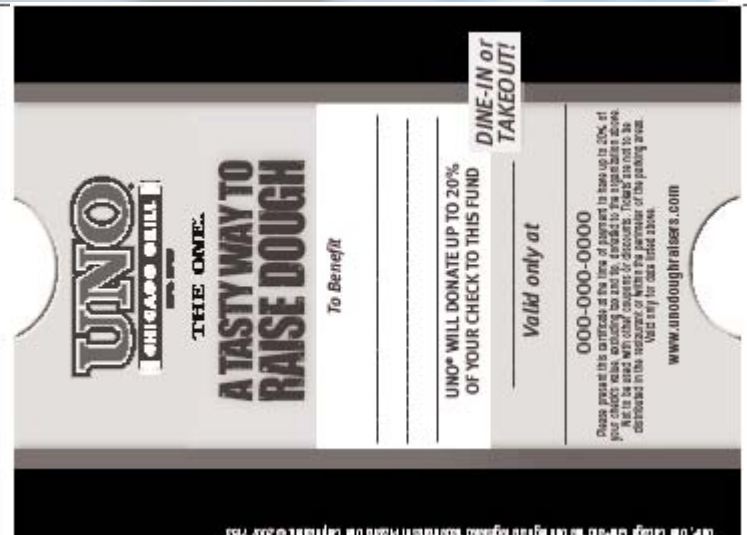 UNO
CHICAGO GRILL
THE ONE.
A TASTY WAY TO
RAISE DOUGH
To Benefit
UNO® WILL DONATE UP TO 20%
OF YOUR CHECK TO THIS FUND
DINE-IN or
TAKEOUT!
Valid only at
000-000-0000
Please present this certificate at the time of payment to have up to 20% of
your check's value, excluding tax and tip, donated to the organization above.
Not to be used with other coupons or discounts. Tickets are not to be
distributed in the restaurant or within the perimeter of the parking areas.
Valid only for date listed above.
www.unodoughraisers.com